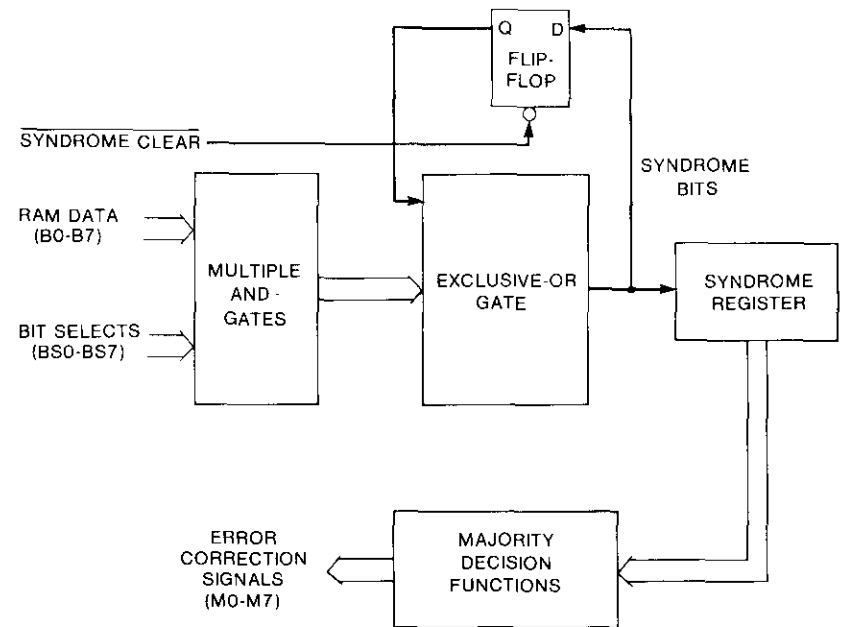 Q D
FLIP-
FLOP
SYNDROME CLEAR
SYNDROME
BITS
RAM DATA
(B0-B7)
MULTIPLE
AND-
GATES
EXCLUSIVE-OR
GATE
SYNDROME
REGISTER
BIT SELECTS
(BS0-BS7)
ERROR
CORRECTION
SIGNALS
(M0-M7)
MAJORITY
DECISION
FUNCTIONS